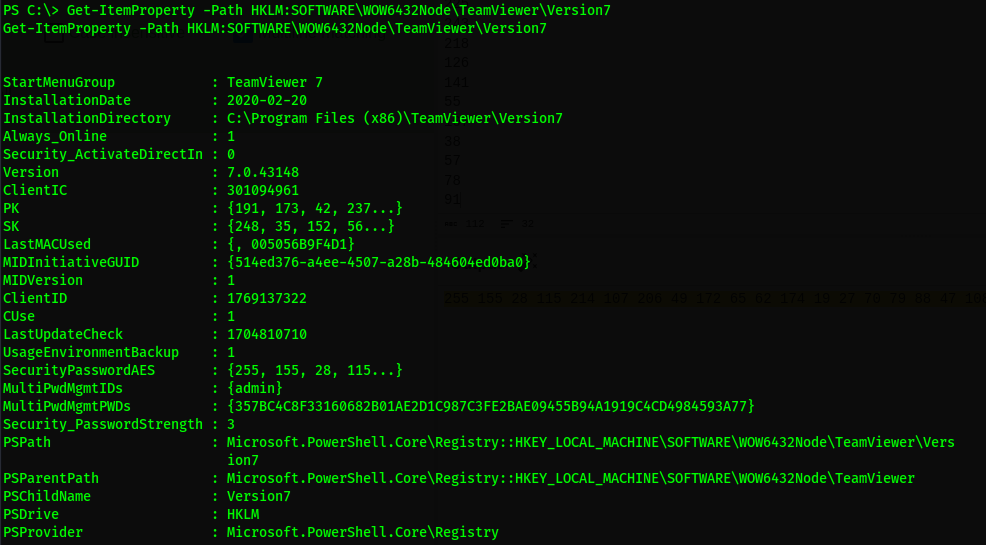 PS C:\> Get-ItemProperty -Path HKLM:SOFTWARE\WOW6432Node\TeamViewer\Version7
Get-ItemProperty -Path HKLM:SOFTWARE\WOW6432Node\TeamViewer\Version7
StartMenuGroup : TeamViewer 7
InstallationDate : 2020-02-20
InstallationDirectory : C:\Program Files (x86)\TeamViewer\Version7
Always_Online : 1
Security_ActivateDirectIn : 0
Version : 7.0.43148
ClientIC : 301094961
PK : {191, 173, 42, 237...}
SK : {248, 35, 152, 56...}
LastMACUsed : {, 005056B9F4D1}
MIDInitiativeGUID : {514ed376-a4ee-4507-a28b-484604ed0ba0}
MIDVersion : 1
ClientID : 1769137322
CUse : 1
LastUpdateCheck : 1704810710
UsageEnvironmentBackup : 1
SecurityPasswordAES : {255, 155, 28, 115...}
MultiPwdMgmtIDs : {admin}
MultiPwdMgmtPWDs : {357BC4C8F33160682B01AE2D1C987C3FE2BAE09455B94A1919C4CD4984593A77}
Security_PasswordStrength : 3
PSPath : Microsoft.PowerShell.Core\Registry::HKEY_LOCAL_MACHINE\SOFTWARE\WOW6432Node\TeamViewer\Vers
ion7
PSParentPath : Microsoft.PowerShell.Core\Registry::HKEY_LOCAL_MACHINE\SOFTWARE\WOW6432Node\TeamViewer
PSChildName : Version7
PSDrive : HKLM
PSProvider : Microsoft.PowerShell.Core\Registry